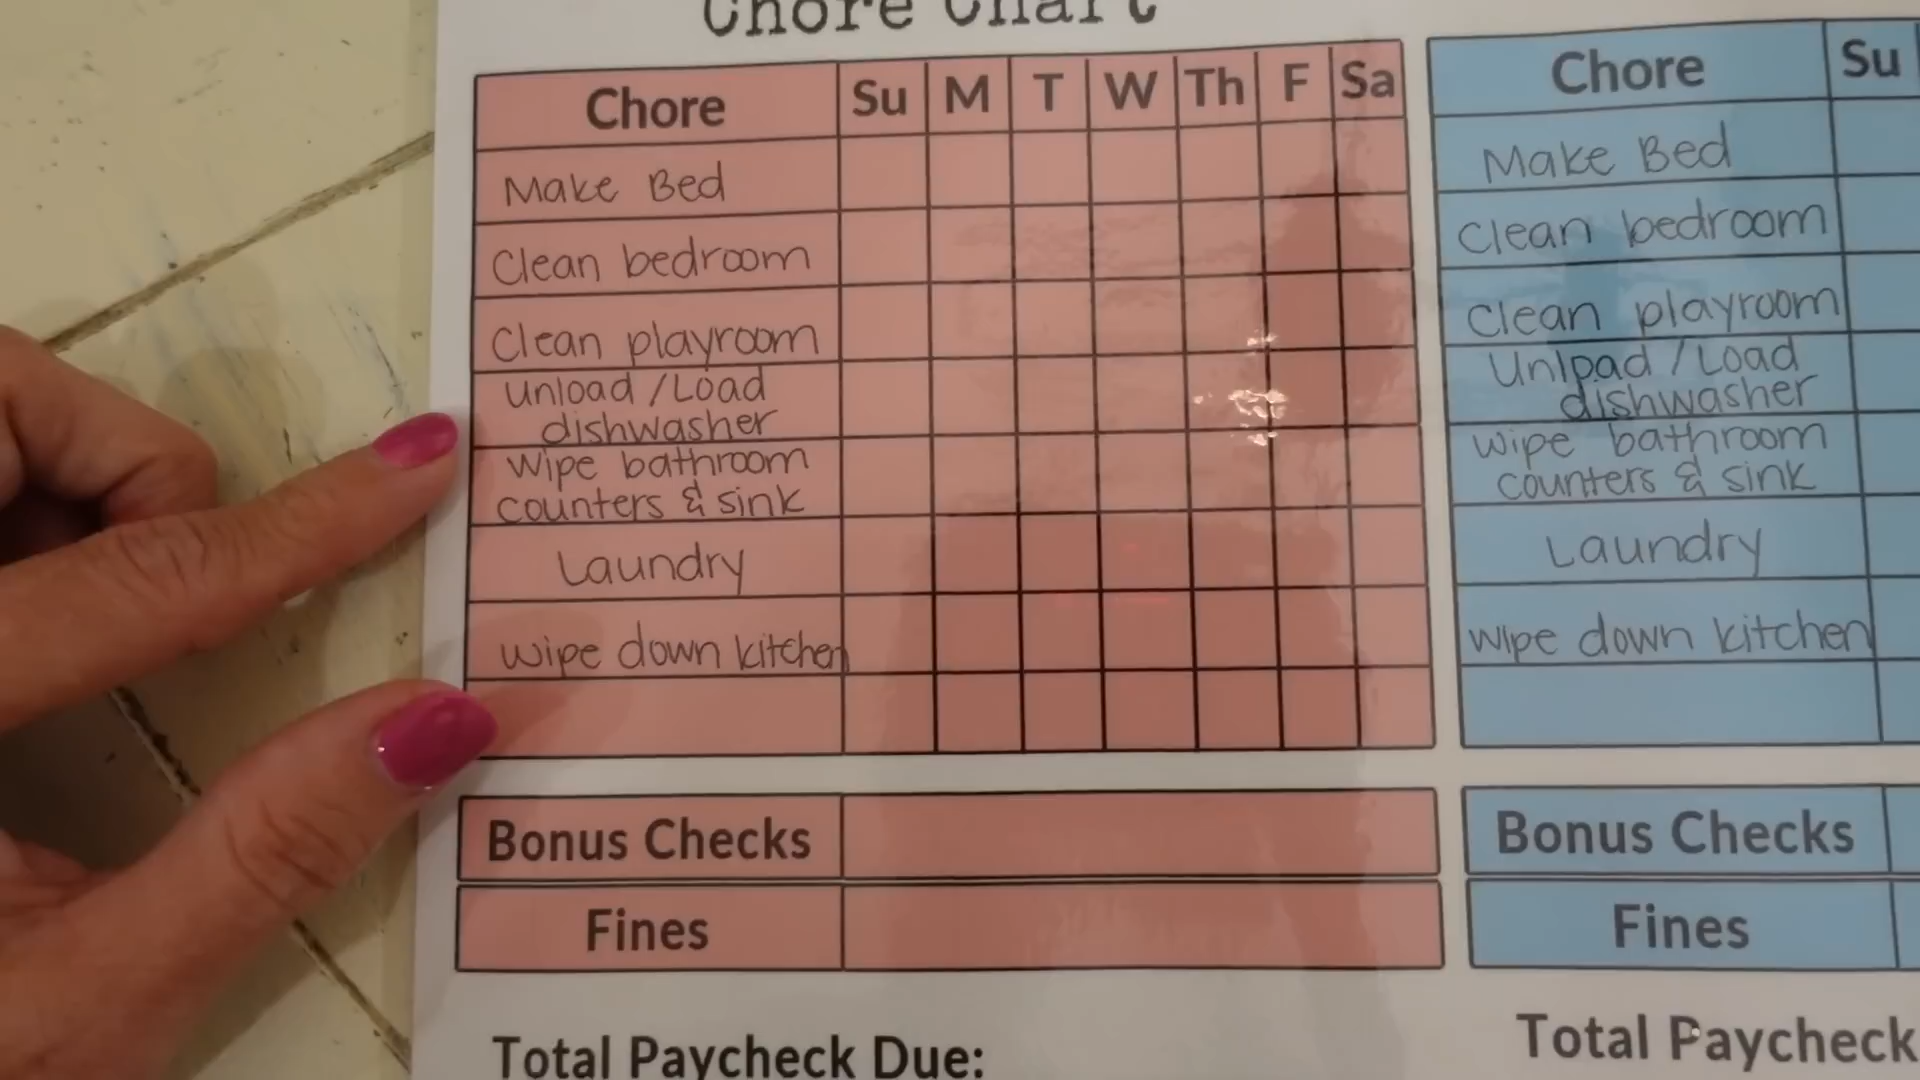 Chore Chart
Chore Su M T W Th F Sa
Make Bed
Clean bedroom
Clean playroom
Unload / Load
dishwasher
Wipe bathroom
counters & sink
Laundry
Wipe down kitchen
Bonus Checks
Fines
Total Paycheck Due:
Chore Su
Make Bed
Clean bedroom
Clean playroom
Unload / Load
dishwasher
Wipe bathroom
counters & sink
Laundry
Wipe down kitchen
Bonus Checks
Fines
Total Paycheck